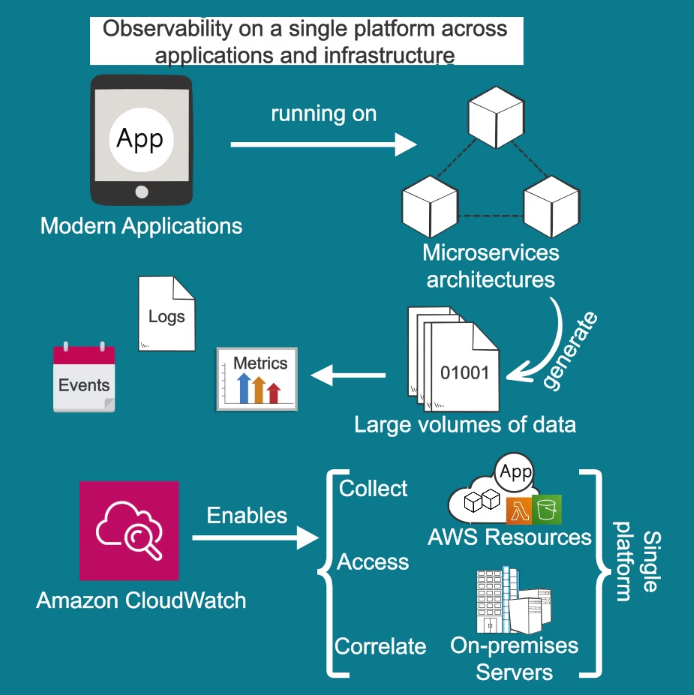 Observability on a single platform across
applications and infrastructure
App
running on
Modern Applications
Microservices
architectures
generate
Logs
Events
Metrics
01001
Large volumes of data
Amazon CloudWatch
Enables
Collect
Access
Correlate
App
AWS Resources
On-premises
Servers
Single
platform